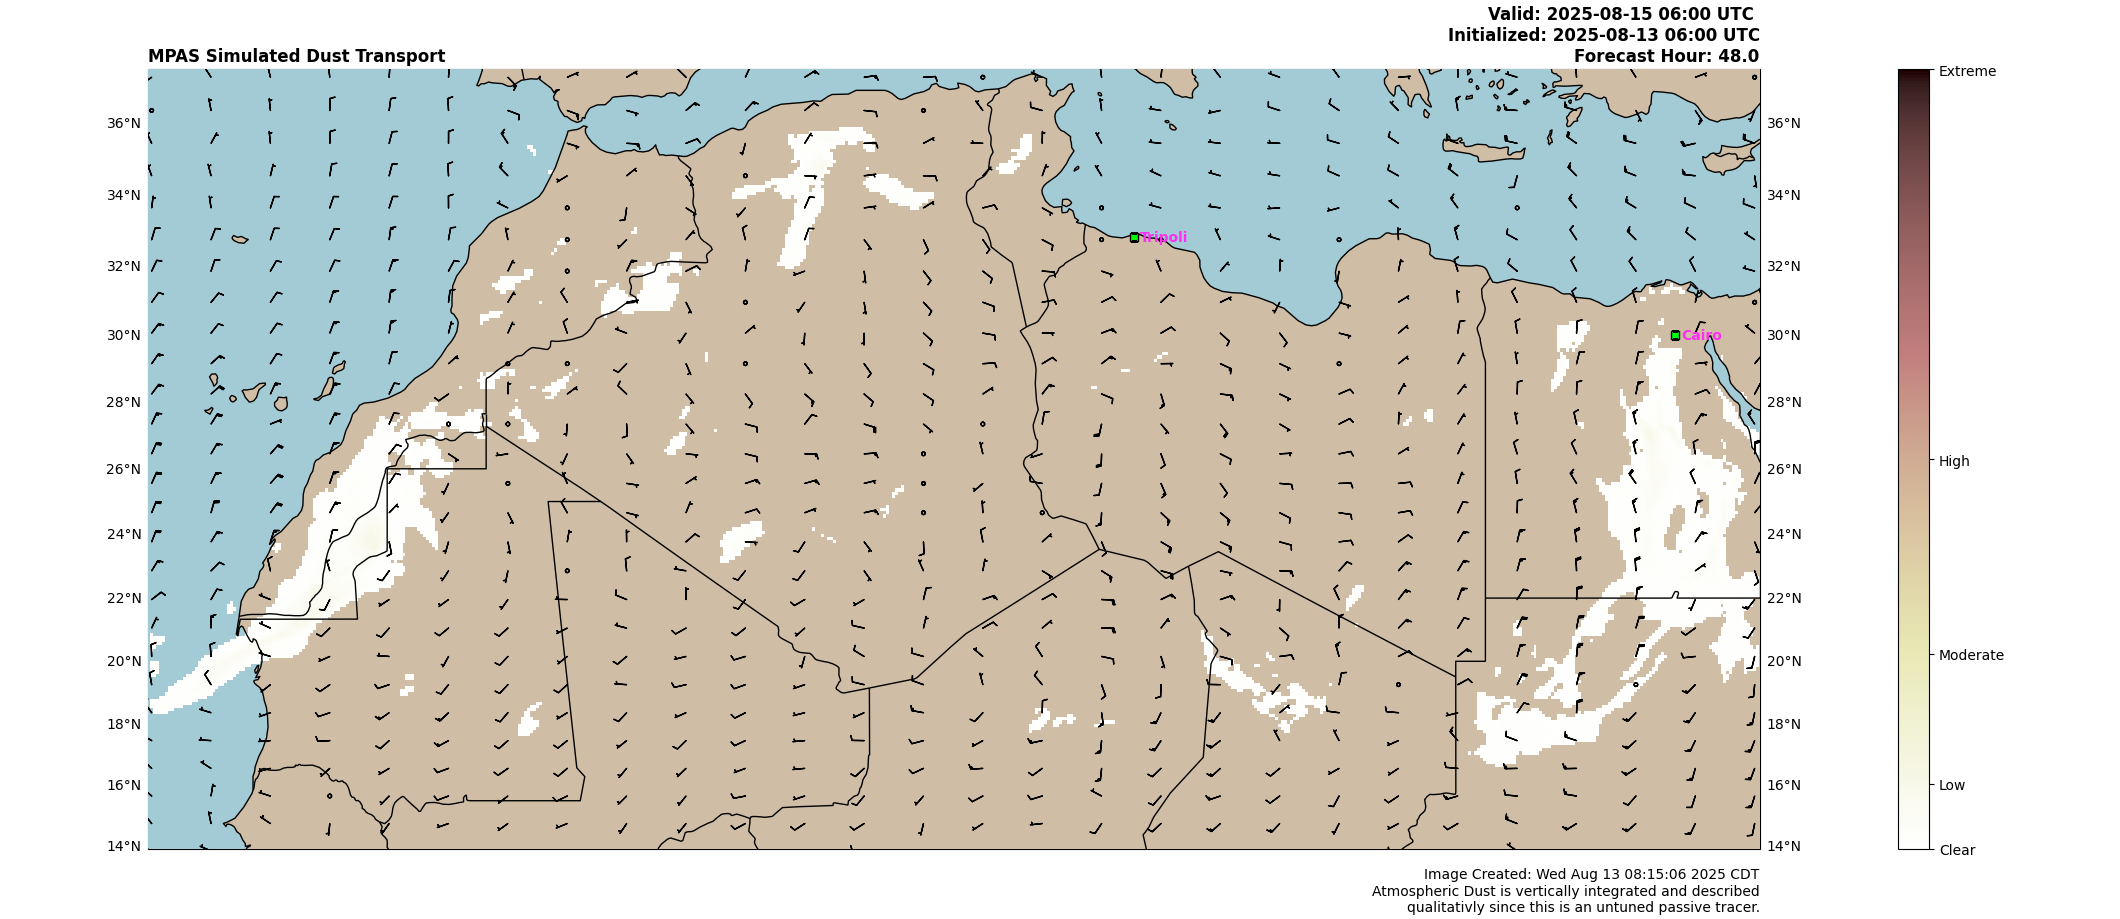 Valid: 2025-08-15 06:00 UTC
Initialized: 2025-08-13 06:00 UTC
MPAS Simulated Dust Transport
Forecast Hour: 48.0
36°N
34°N
32°N
30°N
28°N
26°N
24°N
22°N
20°N
18°N
16°N
14°N
Tripoli
Cairo
36°N
34°N
32°N
30°N
28°N
26°N
24°N
22°N
20°N
18°N
16°N
14°N
Extreme
High
Moderate
Low
Clear
Image Created: Wed Aug 13 08:15:06 2025 CDT
Atmospheric Dust is vertically integrated and described
qualitativly since this is an untuned passive tracer.